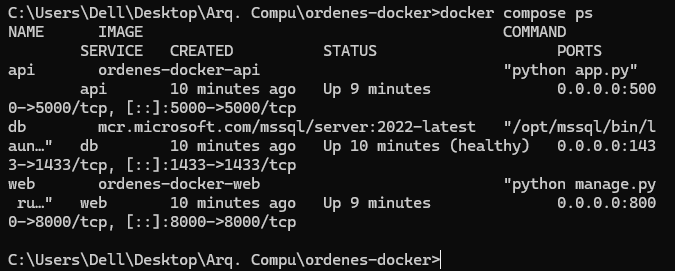 C:\Users\Dell\Desktop\Arq. Compu\ordenes-docker>docker compose ps
NAME      IMAGE                                        COMMAND
        SERVICE   CREATED          STATUS                    PORTS
api       ordenes-docker-api                           "python app.py"
        api       10 minutes ago   Up 9 minutes              0.0.0.0:500
0->5000/tcp, [::]:5000->5000/tcp
db        mcr.microsoft.com/mssql/server:2022-latest   "/opt/mssql/bin/l
aun…"   db        10 minutes ago   Up 10 minutes (healthy)   0.0.0.0:143
3->1433/tcp, [::]:1433->1433/tcp
web       ordenes-docker-web                           "python manage.py
 ru…"   web       10 minutes ago   Up 9 minutes              0.0.0.0:800
0->8000/tcp, [::]:8000->8000/tcp
C:\Users\Dell\Desktop\Arq. Compu\ordenes-docker>